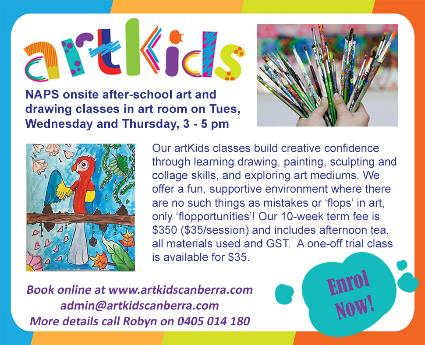 artkids
NAPS onsite after-school art and
drawing classes in art room on Tues,
Wednesday and Thursday, 3 - 5 pm
Our artKids classes build creative confidence
through learning drawing, painting, sculpting and
collage skills, and exploring art mediums. We
offer a fun, supportive environment where there
are no such things as mistakes or ‘flops’ in art,
only ‘flopportunities’! Our 10-week term fee is
$350 ($35/session) and includes afternoon tea,
all materials used and GST. A one-off trial class
is available for $35.
Book online at www.artkidscanberra.com
admin@artkidscanberra.com
More details call Robyn on 0405 014 180
Enrol
Now!